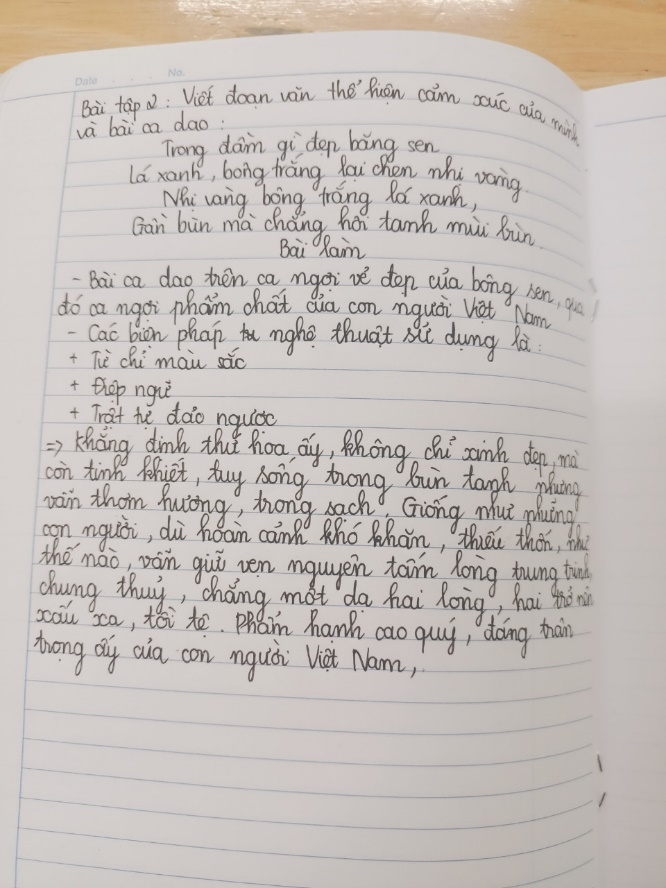 Date No.
Bài tập 2: Viết đoạn văn thể hiện cảm xúc của mình
và bài ca dao:
Trong đầm gì đẹp bằng sen
Lá xanh, bông trắng lại chen nhị vàng.
Nhị vàng bông trắng lá xanh,
Gần bùn mà chẳng hôi tanh mùi bùn.
Bài làm
- Bài ca dao trên ca ngợi vẻ đẹp của bông sen, qua
đó ca ngợi phẩm chất của con người Việt Nam
- Các biện pháp tu nghệ thuật sử dụng là:
+ Từ chỉ màu sắc
+ Điệp ngữ
+ Trật tự đảo ngược
=> Khẳng định thứ hoa ấy, không chỉ xinh đẹp, mà
còn tinh khiết, tuy sống trong bùn tanh nhưng
vẫn thơm hương, trong sạch. Giống như những
con người, dù hoàn cảnh khó khăn, thiếu thốn, như
thế nào, vẫn giữ vẹn nguyên tấm lòng trung trinh
chung thuỷ, chẳng một dạ hai lòng, hai trở nên
xấu xa, tồi tệ. Phẩm hạnh cao quý, đáng trân
trọng ấy của con người Việt Nam,